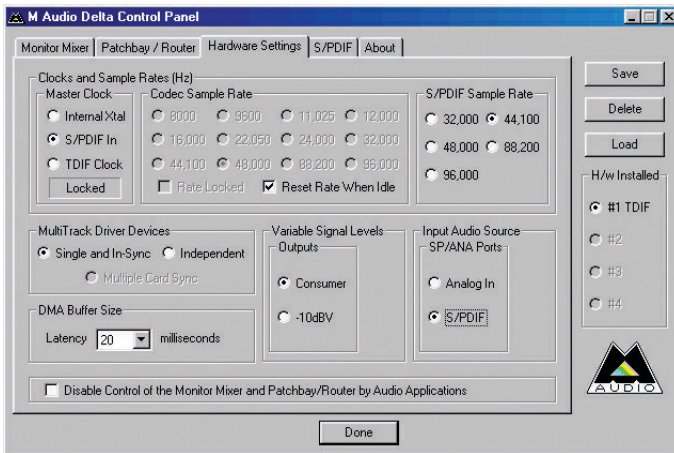 M Audio Delta Control Panel
Monitor Mixer Patchbay / Router Hardware Settings S/PDIF About
Clocks and Sample Rates (Hz)
Master Clock
Internal Xtal
S/PDIF In
TDIF Clock
Locked
Codec Sample Rate
8000 9600 11,025 12,000
16,000 22,050 24,000 32,000
44,100 48,000 88,200 96,000
Rate Locked Reset Rate When Idle
S/PDIF Sample Rate
32,000 44,100
48,000 88,200
96,000
MultiTrack Driver Devices
Single and In-Sync Independent
Multiple Card Sync
DMA Buffer Size
Latency 20 milliseconds
Variable Signal Levels
Outputs
Consumer
-10dBV
Input Audio Source
SP/ANA Ports
Analog In
S/PDIF
Disable Control of the Monitor Mixer and Patchbay/Router by Audio Applications
Save
Delete
Load
H/w Installed
#1 TDIF
#2
#3
#4
M AUDIO
Done